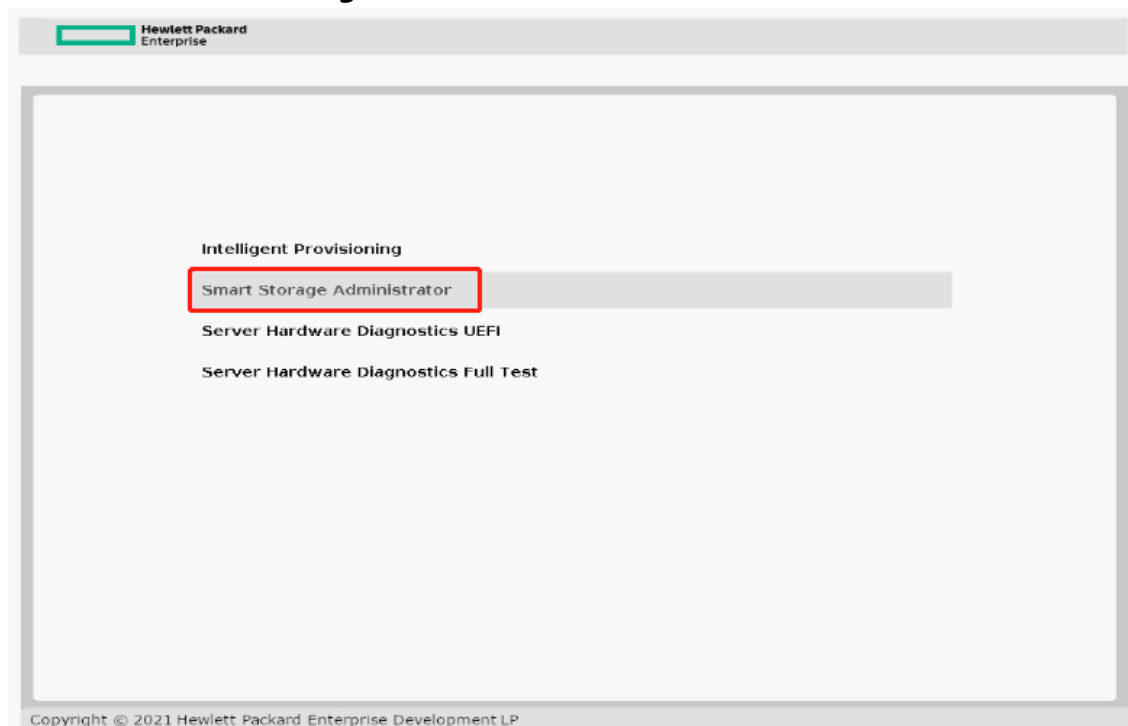 Hewlett Packard
Enterprise
Intelligent Provisioning
Smart Storage Administrator
Server Hardware Diagnostics UEFI
Server Hardware Diagnostics Full Test
Copyright © 2021 Hewlett Packard Enterprise Development LP